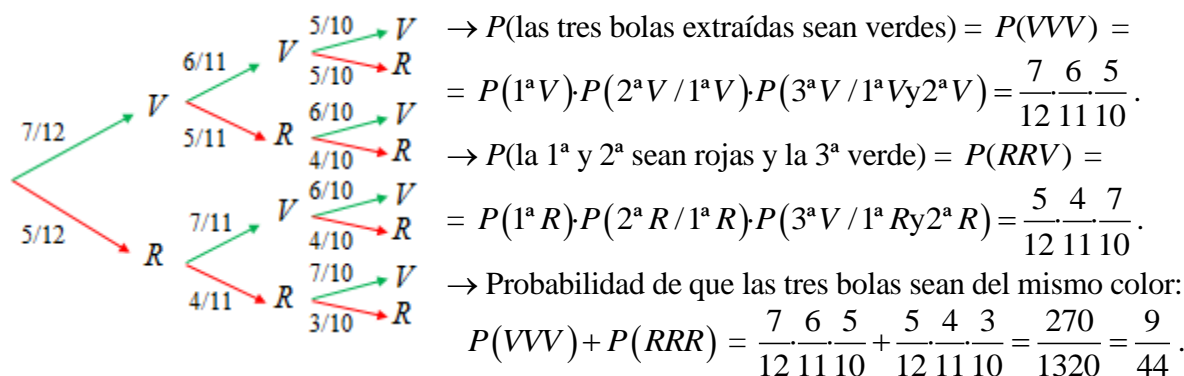 5/10 V
V
6/11 5/10 R
V
7/12 6/10 V
5/11 R
4/10 R
6/10 V
7/11 V
5/12 4/10 R
R
7/10 V
4/11 R
3/10 R
→ P(las tres bolas extraídas sean verdes) = P(VVV) =
= P(1ª V)·P(2ª V / 1ª V)·P(3ª V / 1ª Vy2ª V) = 7/12·6/11·5/10.
→ P(la 1ª y 2ª sean rojas y la 3ª verde) = P(RRV) =
= P(1ª R)·P(2ª R / 1ª R)·P(3ª V / 1ª Ry2ª R) = 5/12·4/11·7/10.
→ Probabilidad de que las tres bolas sean del mismo color:
P(VVV) + P(RRR) = 7/12·6/11·5/10 + 5/12·4/11·3/10 = 270/1320 = 9/44.